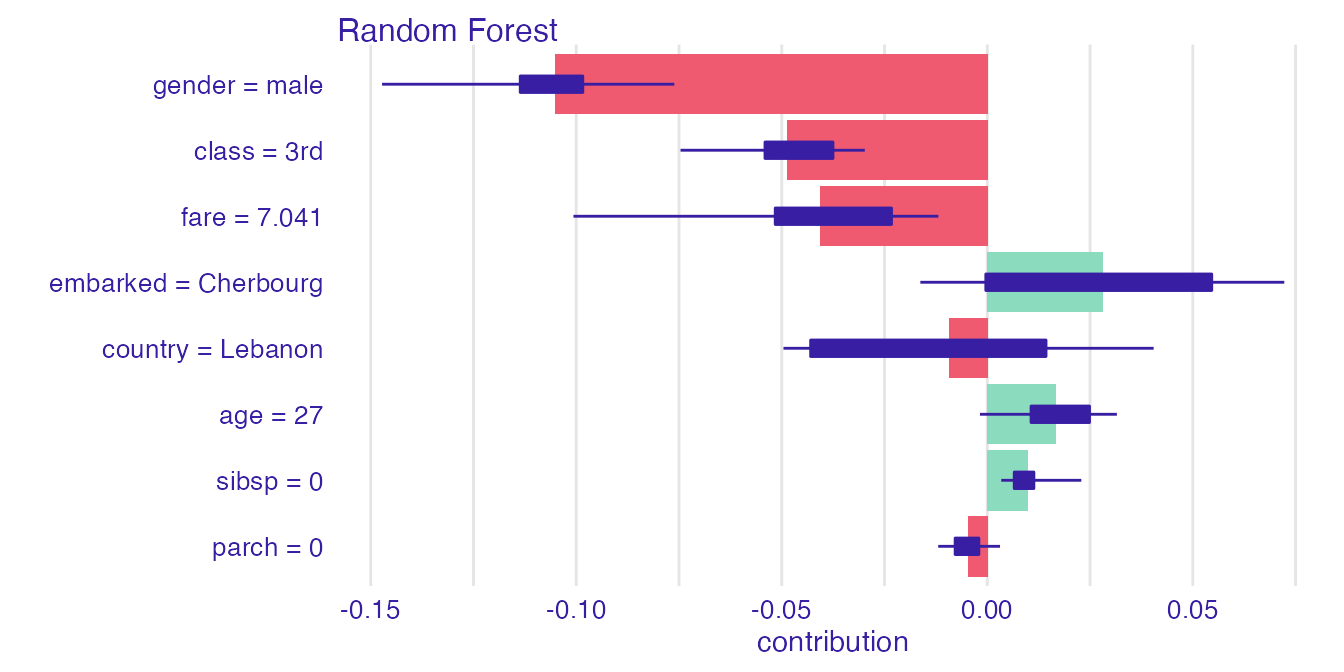 Random Forest
gender = male
class = 3rd
fare = 7.041
embarked = Cherbourg
country = Lebanon
age = 27
sibsp = 0
parch = 0
-0.15 -0.10 -0.05 0.00 0.05
contribution